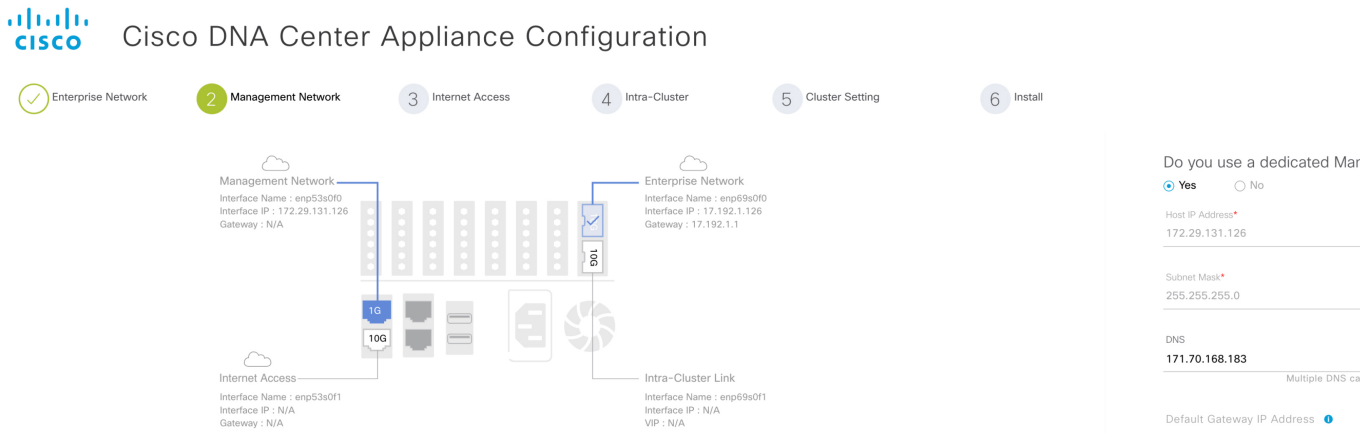 CISCO
Cisco DNA Center Appliance Configuration
Enterprise Network
2 Management Network
3 Internet Access
4 Intra-Cluster
5 Cluster Setting
6 Install
Management Network
Interface Name : enp53s0f0
Interface IP : 172.29.131.126
Gateway : N/A
Enterprise Network
Interface Name : enp69s0f0
Interface IP : 17.192.1.126
Gateway : 17.192.1.1
10G
1G
10G
Internet Access
Interface Name : enp53s0f1
Interface IP : N/A
Gateway : N/A
Intra-Cluster Link
Interface Name : enp69s0f1
Interface IP : N/A
VIP : N/A
Do you use a dedicated Mar
Yes
No
Host IP Address*
172.29.131.126
Subnet Mask*
255.255.255.0
DNS
171.70.168.183
Multiple DNS ca
Default Gateway IP Address